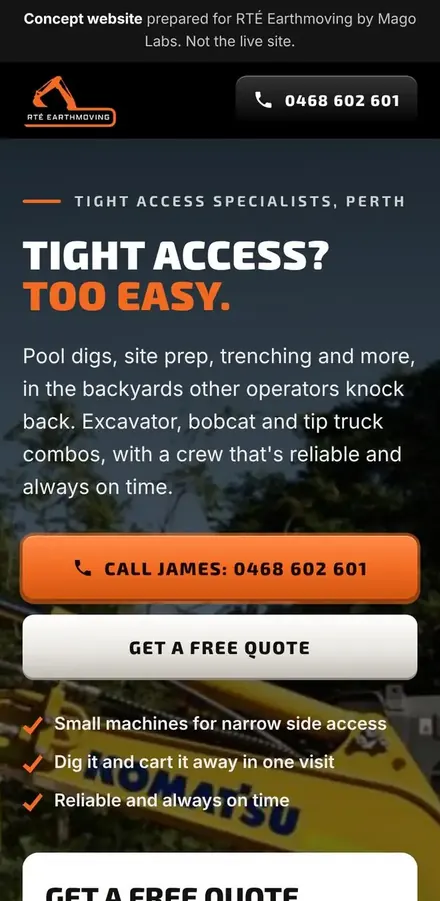 Concept website prepared for RTÉ Earthmoving by Mago
Labs. Not the live site.
RTÉ EARTHMOVING
0468 602 601
TIGHT ACCESS SPECIALISTS, PERTH
TIGHT ACCESS?
TOO EASY.
Pool digs, site prep, trenching and more,
in the backyards other operators knock
back. Excavator, bobcat and tip truck
combos, with a crew that's reliable and
always on time.
CALL JAMES: 0468 602 601
GET A FREE QUOTE
Small machines for narrow side access
Dig it and cart it away in one visit
Reliable and always on time
KOMATSU
GET A FREE QUOTE